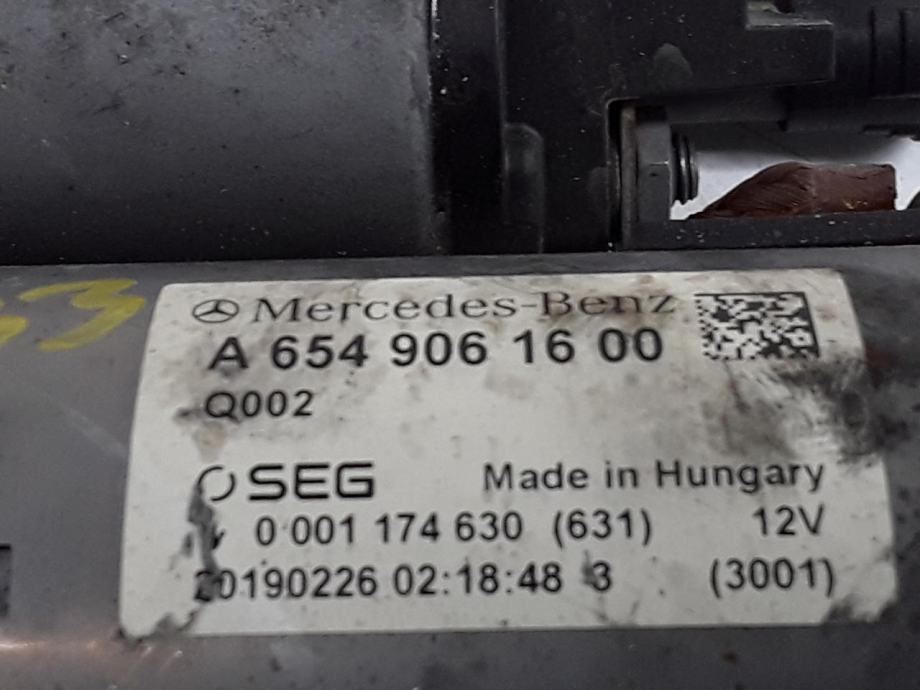 33
Mercedes-Benz
A 654 906 16 00
Q002
SEG Made in Hungary
0 001 174 630 (631) 12V
20190226 02:18:48 3 (3001)